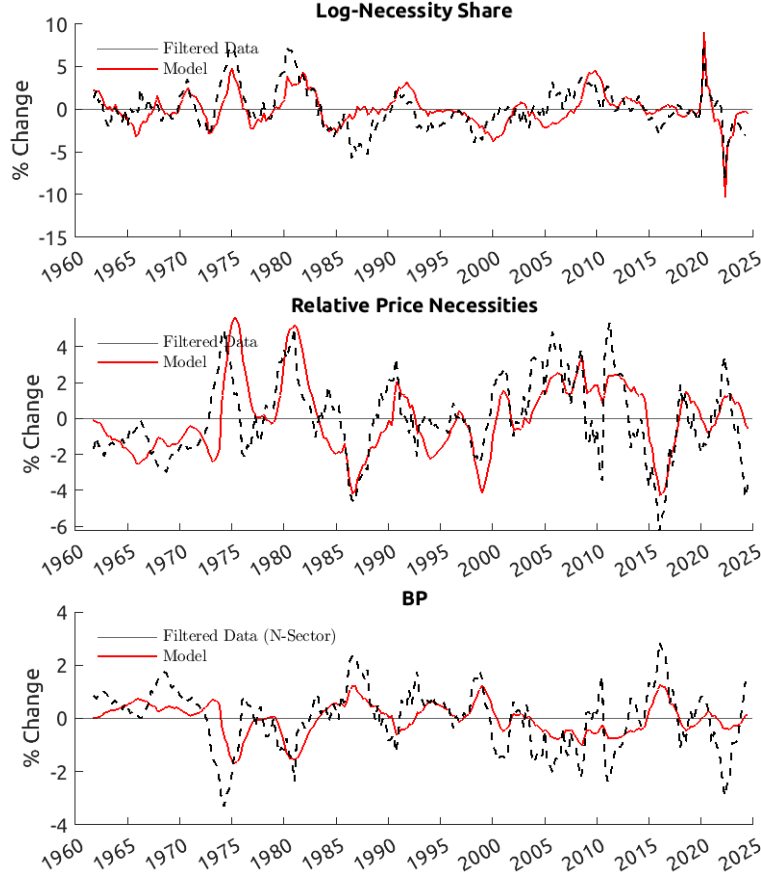 Log-Necessity Share
10
5
0
-5
-10
-15
% Change
Filtered Data
Model
1960 1965 1970 1975 1980 1985 1990 1995 2000 2005 2010 2015 2020 2025
Relative Price Necessities
4
2
0
-2
-4
-6
% Change
Filtered Data
Model
1960 1965 1970 1975 1980 1985 1990 1995 2000 2005 2010 2015 2020 2025
BP
4
2
0
-2
-4
% Change
Filtered Data (N-Sector)
Model
1960 1965 1970 1975 1980 1985 1990 1995 2000 2005 2010 2015 2020 2025